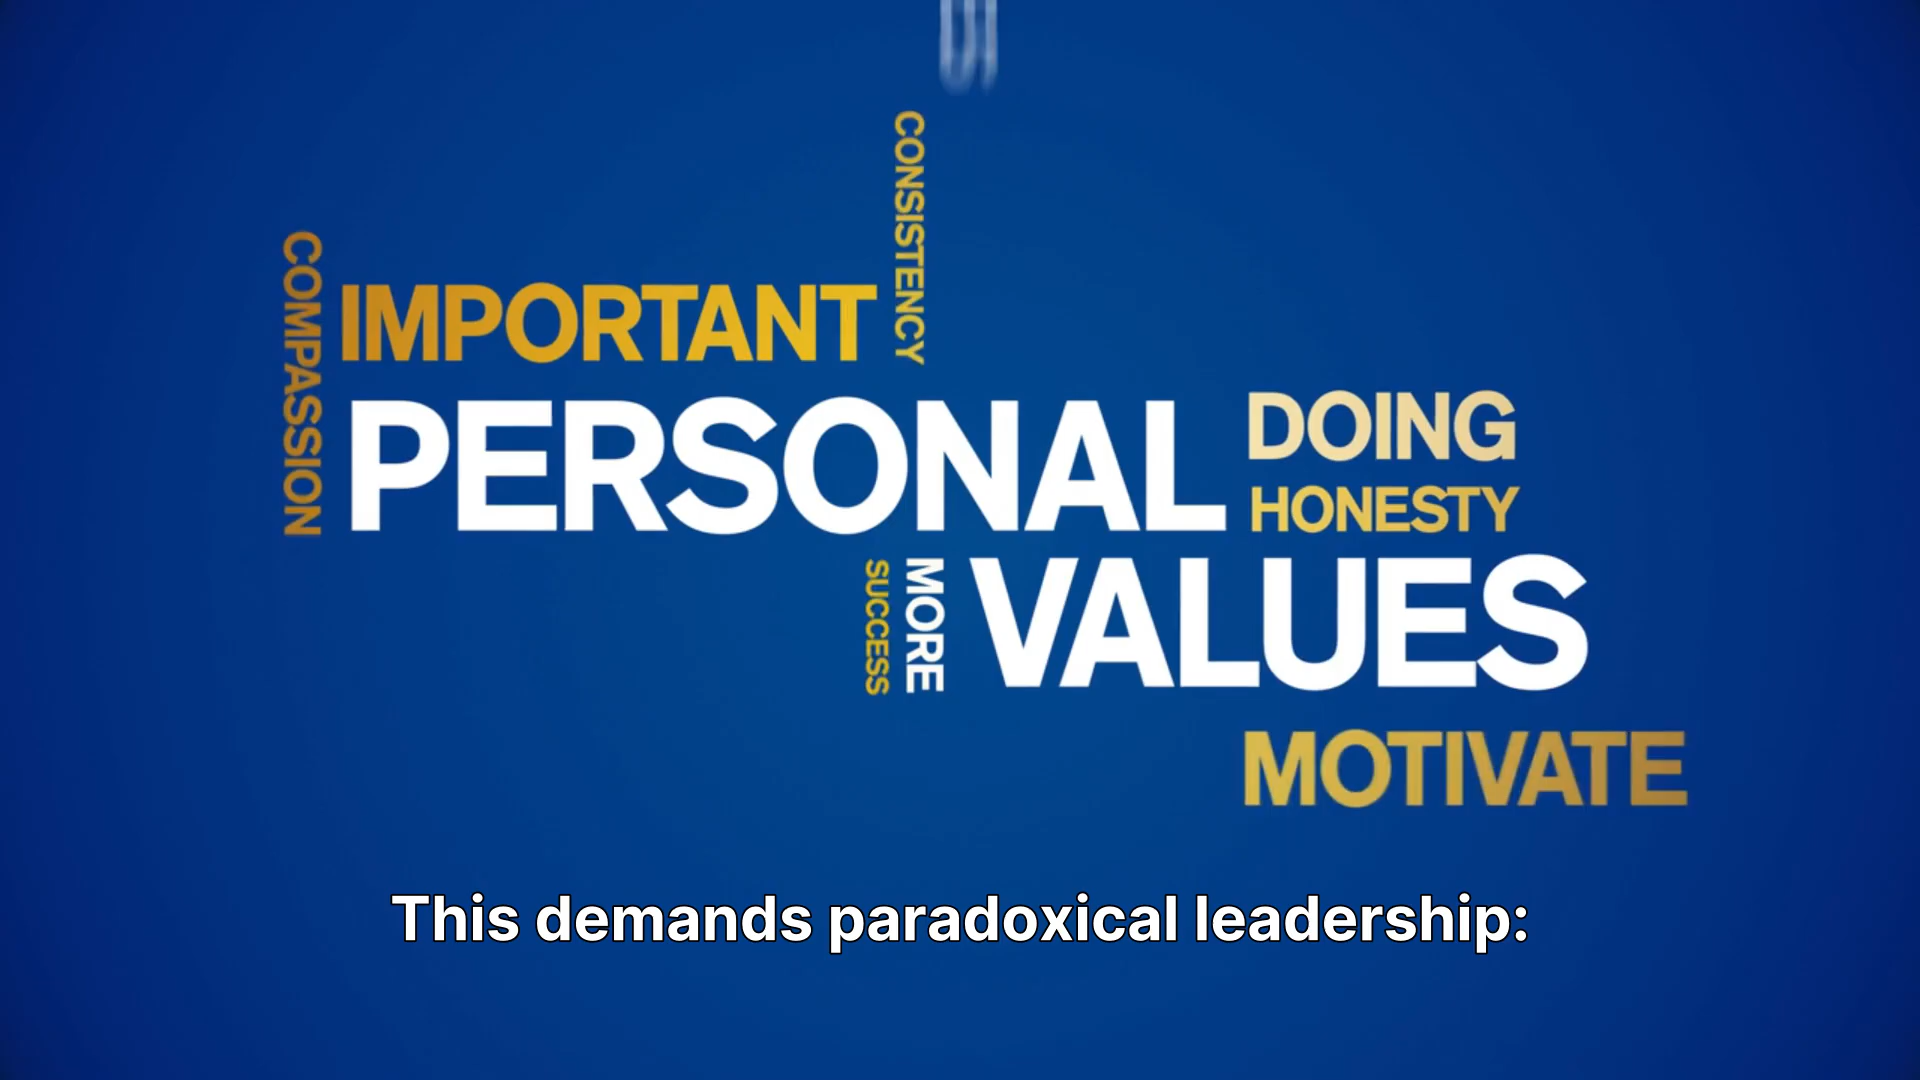 CONSISTENCY
COMPASSION
IMPORTANT
PERSONAL
DOING
HONESTY
SUCCESS
MORE
VALUES
MOTIVATE
This demands paradoxical leadership: